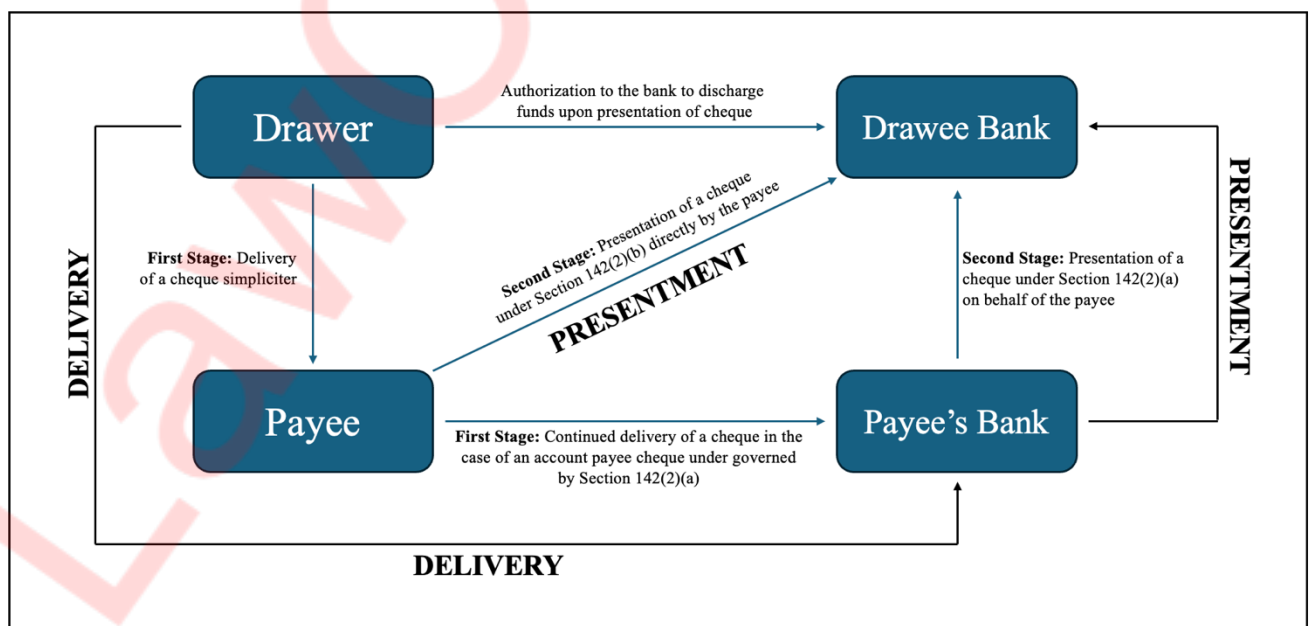 Drawer
Authorization to the bank to discharge
funds upon presentation of cheque
Drawee Bank
DELIVERY
First Stage: Delivery
of a cheque simpliciter
Second Stage: Presentation of a cheque
under Section 142(2)(b) directly by the payee
PRESENTMENT
Second Stage: Presentation of a
cheque under Section 142(2)(a)
on behalf of the payee
PRESENTMENT
Payee
First Stage: Continued delivery of a cheque in the
case of an account payee cheque under governed
by Section 142(2)(a)
Payee’s Bank
DELIVERY
LawC